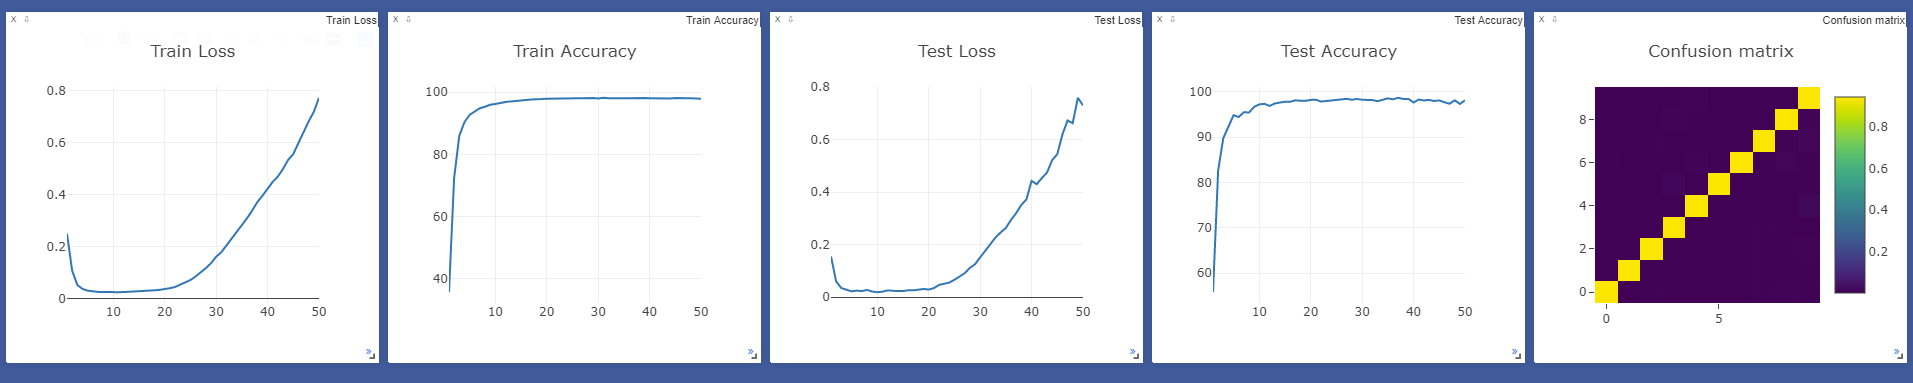 X ⇩ Train Loss
Train Loss
0.8
0.6
0.4
0.2
0
10 20 30 40 50
»
X ⇩ Train Accuracy
Train Accuracy
100
80
60
40
10 20 30 40 50
»
X ⇩ Test Loss
Test Loss
0.8
0.6
0.4
0.2
0
10 20 30 40 50
»
X ⇩ Test Accuracy
Test Accuracy
100
90
80
70
60
10 20 30 40 50
»
X ⇩ Confusion matrix
Confusion matrix
8
6
4
2
0
0 5
0.8
0.6
0.4
0.2
»